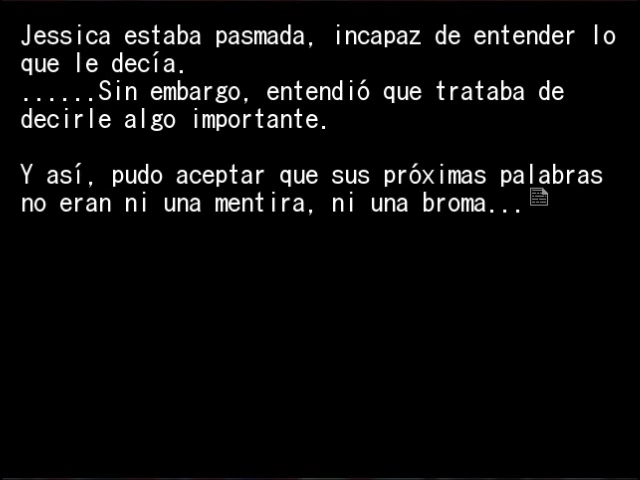 Jessica estaba pasmada, incapaz de entender lo
que le decía.
......Sin embargo, entendió que trataba de
decirle algo importante.
Y así, pudo aceptar que sus próximas palabras
no eran ni una mentira, ni una broma...